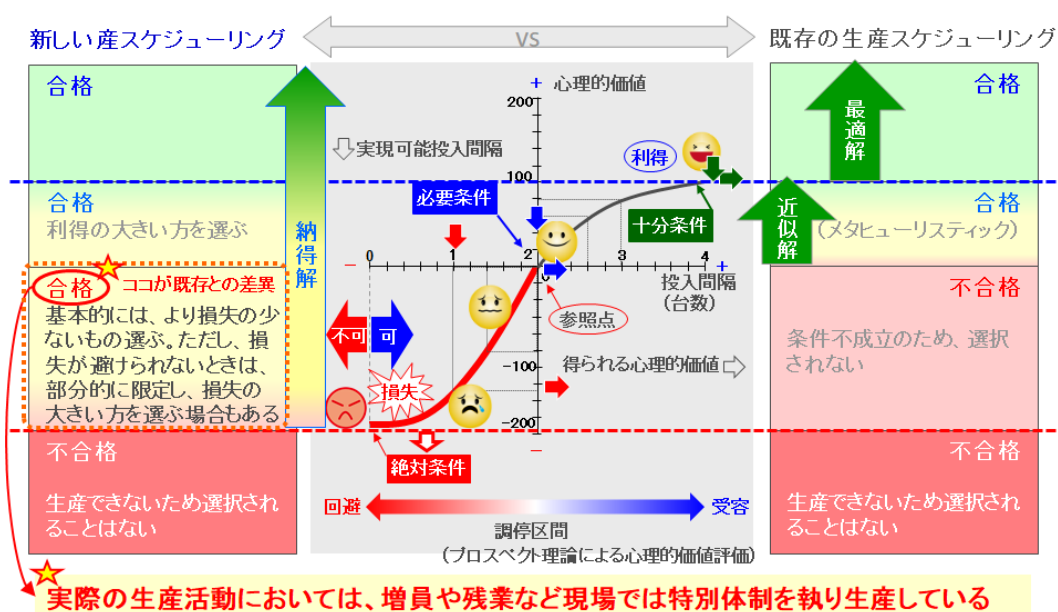 新しい産スケジューリング
VS
既存の生産スケジューリング
合格
合格
利得の大きい方を選ぶ
合格
ココが既存との差異
基本的には、より損失の少
ないもの選ぶ。ただし、損
失が避けられないときは、
部分的に限定し、損失の
大きい方を選ぶ場合もある
不合格
生産できないため選択され
ることはない
納得解
+ 心理的価値
200
実現可能投入間隔
利得
100
必要条件
十分条件
− 0 1 2 3 4 +
0
投入間隔
(台数)
参照点
不可
可
-100
得られる心理的価値
損失
-200
−
絶対条件
回避
受容
調停区間
(プロスペクト理論による心理的価値評価)
合格
最適解
合格
(メタヒューリスティック)
近似解
不合格
条件不成立のため、選択
されない
不合格
生産できないため選択され
ることはない
実際の生産活動においては、増員や残業など現場では特別体制を執り生産している